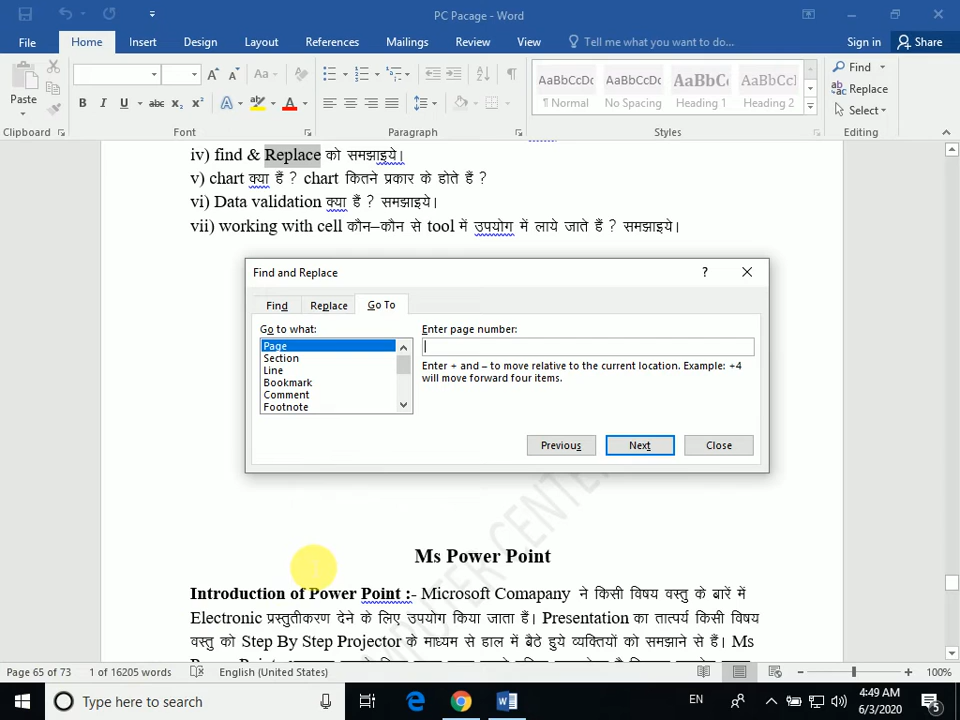 PC Pacage - Word
File Home Insert Design Layout References Mailings Review View Tell me what you want to do... Sign in Share
Paste
Aa
B I U abc x₂ x² A A
AaBbCcDc AaBbCcDc AaBbC AaBbCcI
¶ Normal No Spacing Heading 1 Heading 2
Find
Replace
Select
Clipboard Font Paragraph Styles Editing
iv) find & Replace को समझाइये।
v) chart क्या हैं ? chart कितने प्रकार के होते हैं ?
vi) Data validation क्या हैं ? समझाइये।
vii) working with cell कौन–कौन से tool में उपयोग में लाये जाते हैं ? समझाइये।
Find and Replace
?
Find Replace Go To
Go to what:
Page
Section
Line
Bookmark
Comment
Footnote
Enter page number:
Enter + and – to move relative to the current location. Example: +4
will move forward four items.
Previous Next Close
Ms Power Point
Introduction of Power Point :- Microsoft Comapany ने किसी विषय वस्तु के बारें में
Electronic प्रस्तुतीकरण देने के लिए उपयोग किया जाता हैं। Presentation का तात्पर्य किसी विषय
वस्तु को Step By Step Projector के माध्यम से हाल में बैठे हुये व्यक्तियों को समझाने से हैं। Ms
Page 65 of 73 1 of 16205 words English (United States) 100%
Type here to search
EN
4:49 AM
6/3/2020
5